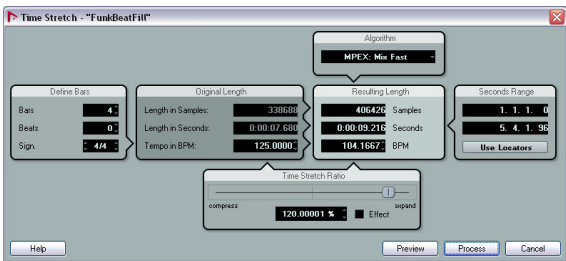 Time Stretch - "FunkBeatFill"
Algorithm
MPEX: Mix Fast
Define Bars
Bars 4
Beats 0
Sign. 4/4
Original Length
Length in Samples: 338688
Length in Seconds: 0:00:07.680
Tempo in BPM: 125.0000
Resulting Length
406426 Samples
0:00:09.216 Seconds
104.1667 BPM
Seconds Range
1. 1. 1. 0
5. 4. 1. 96
Use Locators
Time Stretch Ratio
compress expand
120.00001 % Effect
Help Preview Process Cancel